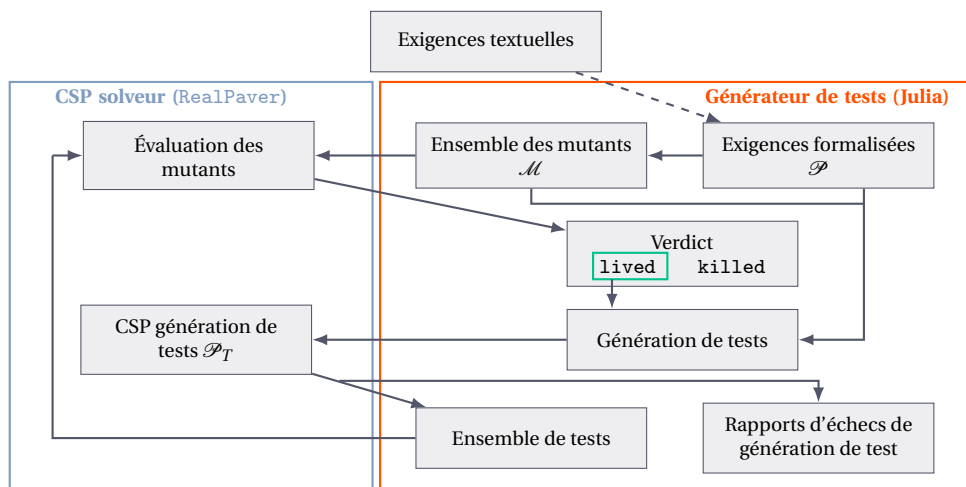 Exigences textuelles
CSP solveur (RealPaver)
Générateur de tests (Julia)
Évaluation des
mutants
Ensemble des mutants
ℳ
Exigences formalisées
𝒫
Verdict
lived killed
CSP génération de
tests 𝒫_T
Génération de tests
Ensemble de tests
Rapports d'échecs de
génération de test